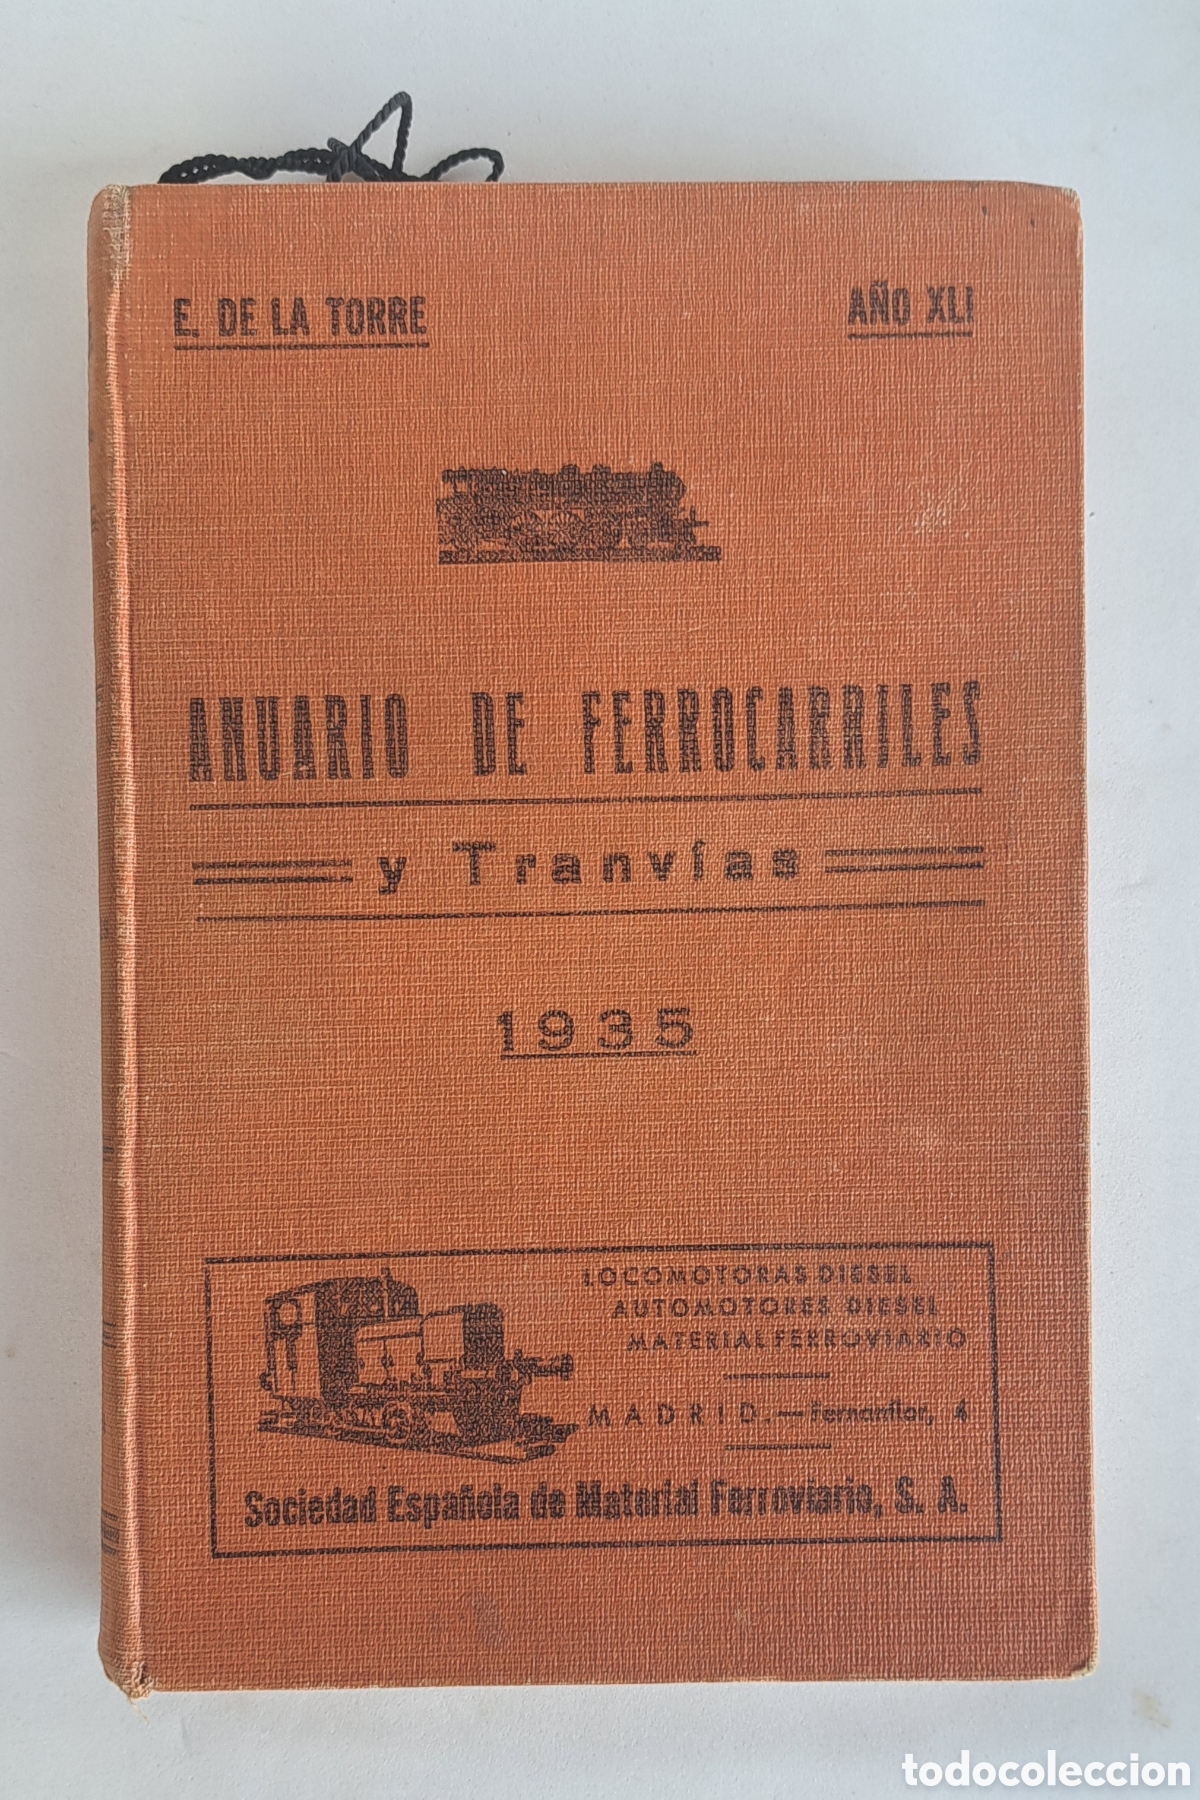 E. DE LA TORRE
AÑO XLI
ANUARIO DE FERROCARRILES
y Tranvías
1935
LOCOMOTORAS DIESEL
AUTOMOTORES DIESEL
MATERIAL FERROVIARIO
MADRID.—Fernanflor, 4
Sociedad Española de Material Ferroviario, S. A.
todocoleccion